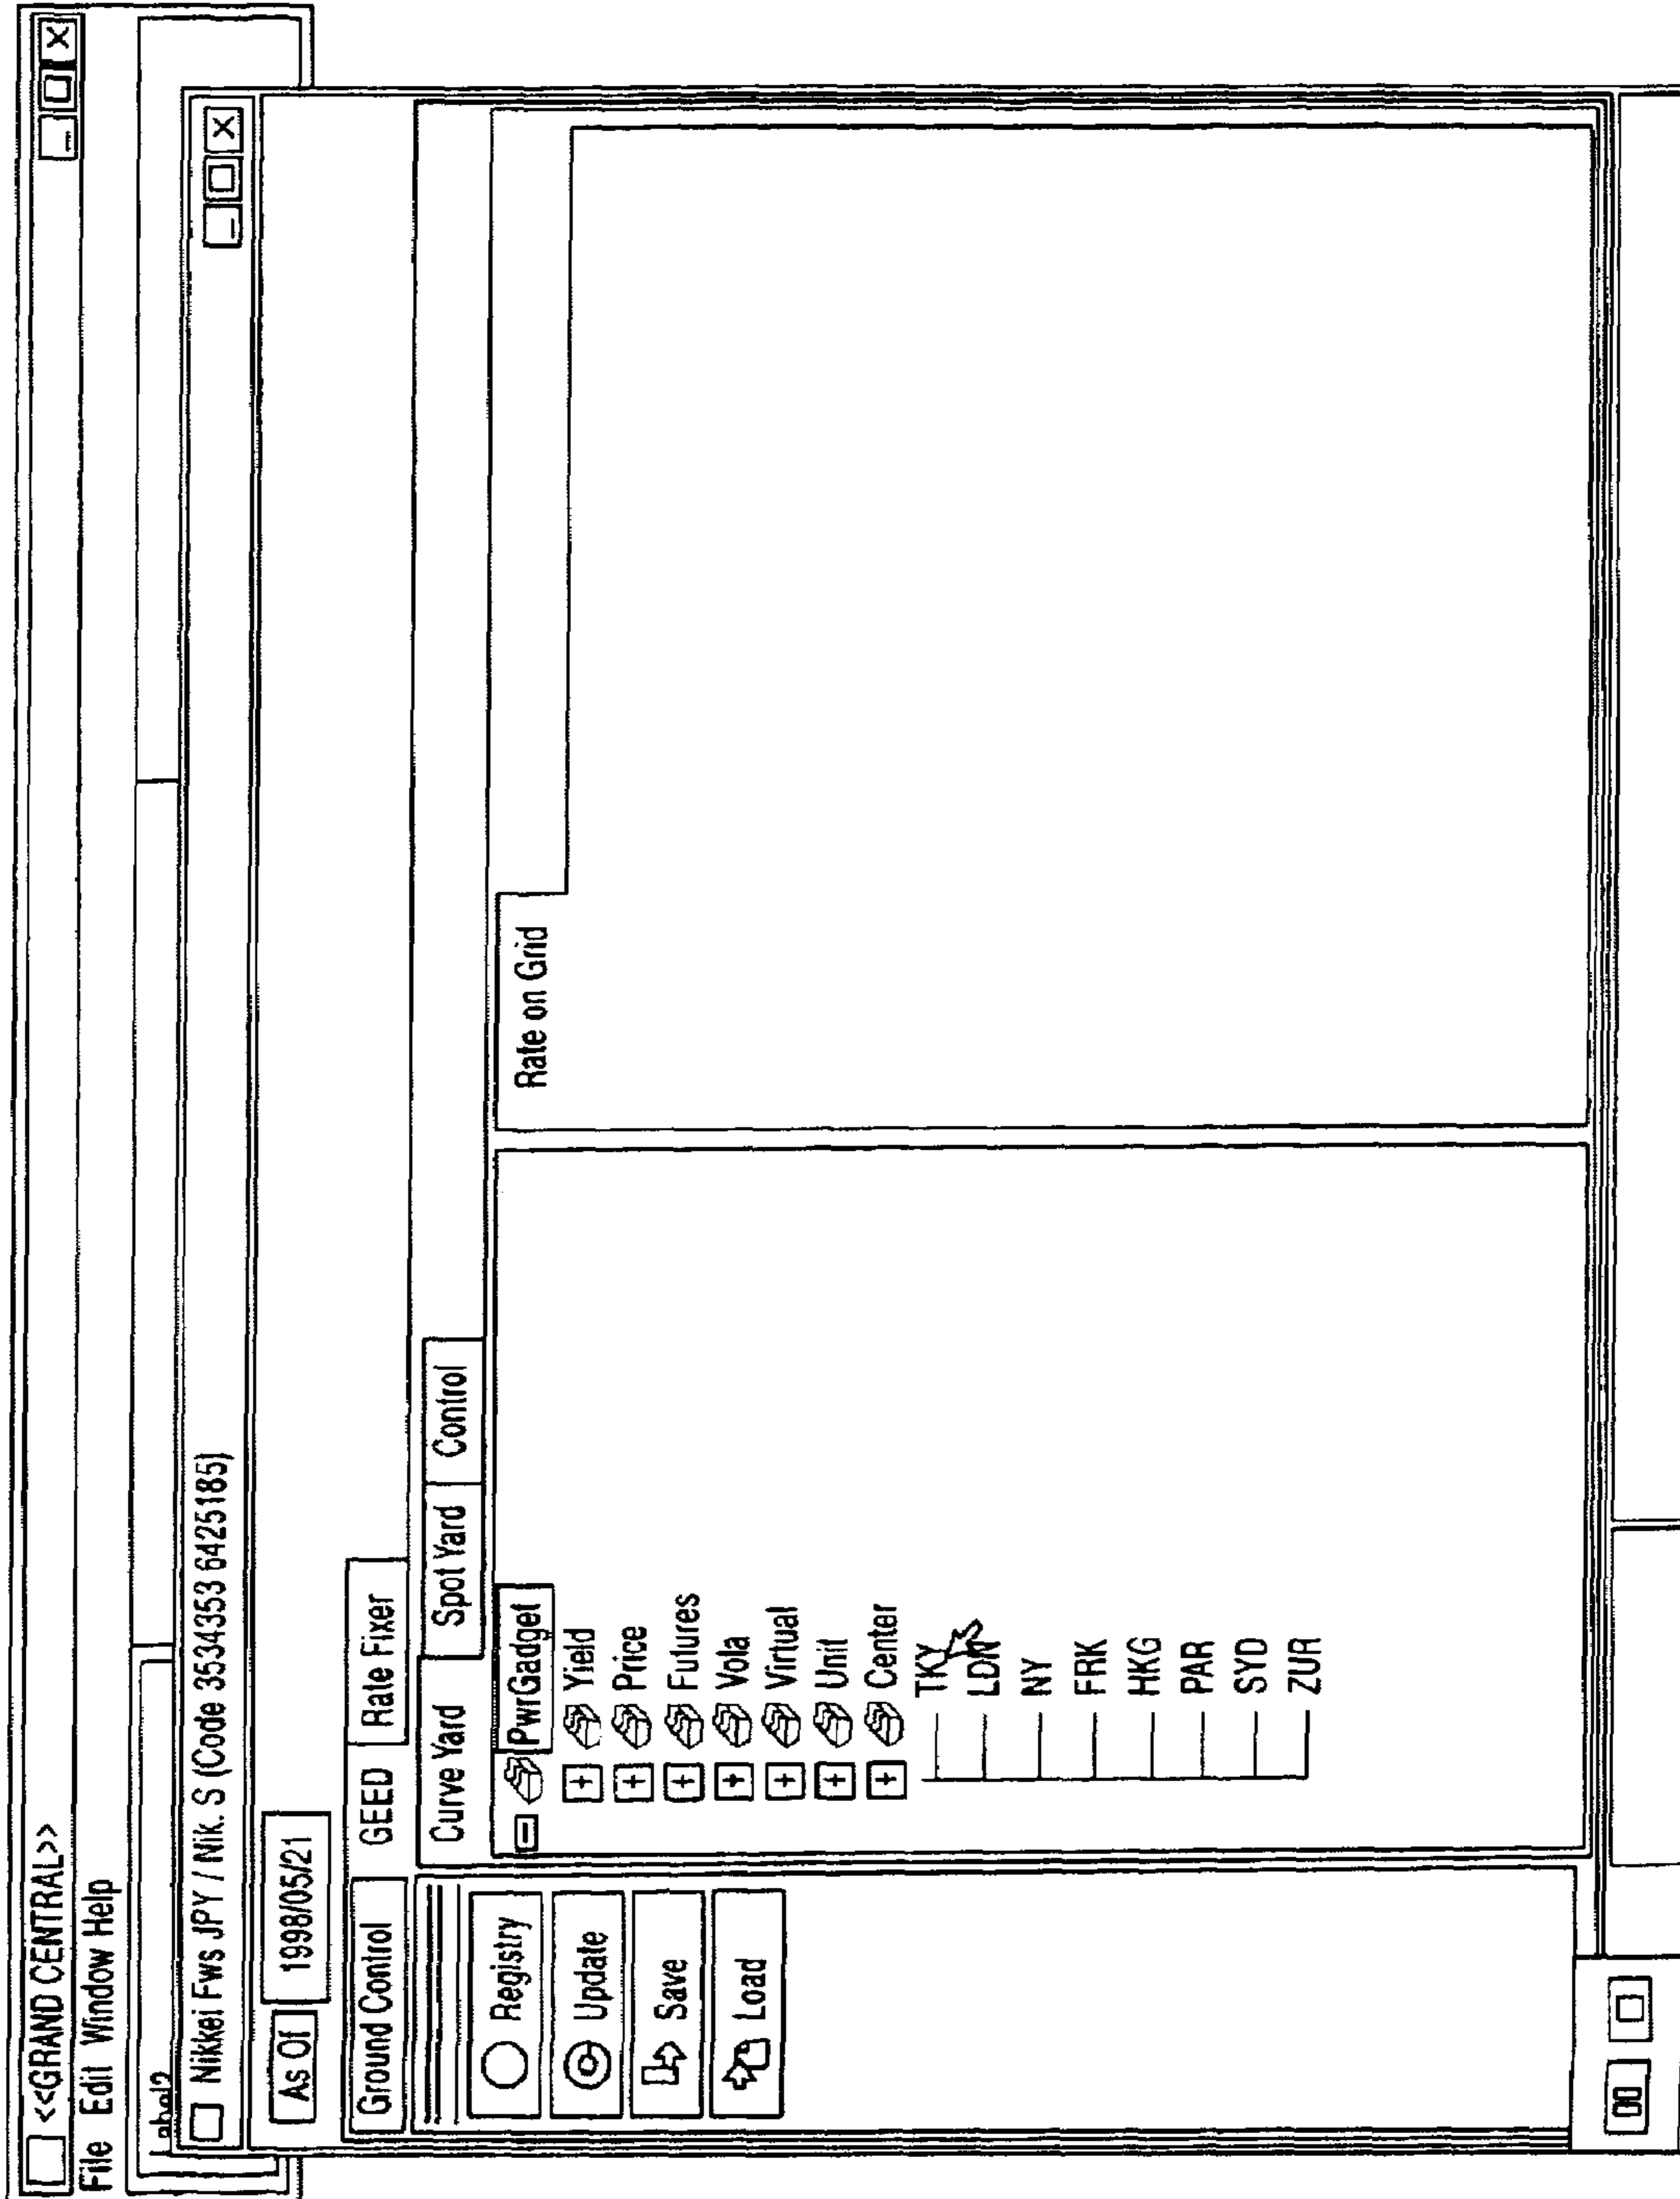 <<GRAND CENTRAL>>
File Edit Window Help
Label2
Nikkei Fws JPY / Nik. S (Code 3534353 6425185)
As Of 1998/05/21
Ground Control GEED Rate Fixer
Curve Yard Spot Yard Control
Registry
Update
Save
Load
PwrGadget
Yield
Price
Futures
Vola
Virtual
Unit
Center
TKY
LDN
NY
FRK
HKG
PAR
SYD
ZUR
Rate on Grid